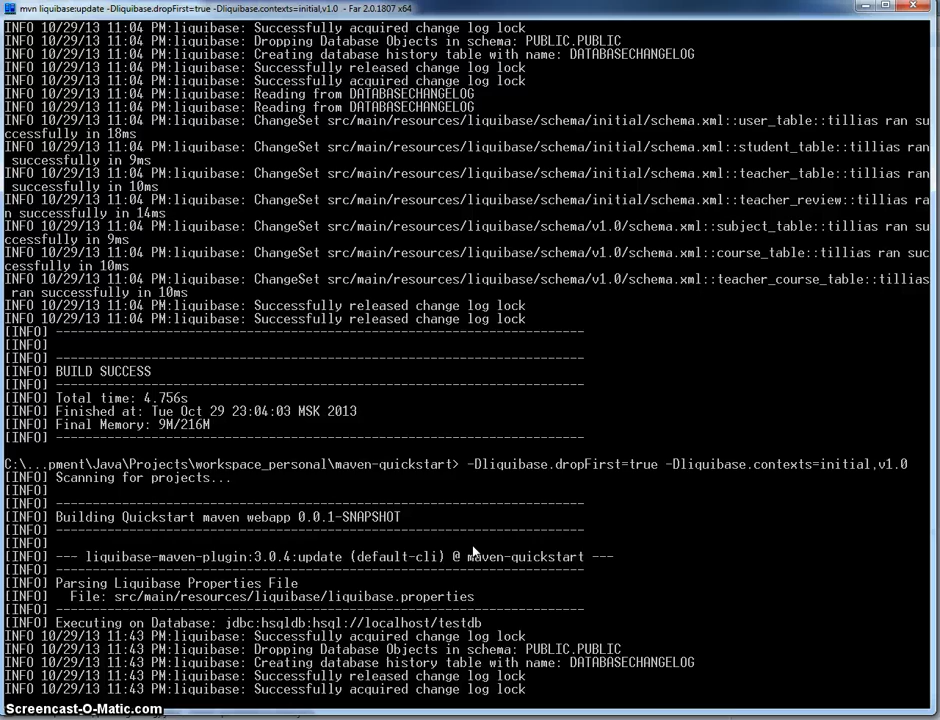 mvn liquibase:update -Dliquibase.dropFirst=true -Dliquibase.contexts=initial,v1.0 - Far 2.0.1807 x64
INFO 10/29/13 11:04 PM:liquibase: Successfully acquired change log lock
INFO 10/29/13 11:04 PM:liquibase: Dropping Database Objects in schema: PUBLIC.PUBLIC
INFO 10/29/13 11:04 PM:liquibase: Creating database history table with name: DATABASECHANGELOG
INFO 10/29/13 11:04 PM:liquibase: Successfully released change log lock
INFO 10/29/13 11:04 PM:liquibase: Successfully acquired change log lock
INFO 10/29/13 11:04 PM:liquibase: Reading from DATABASECHANGELOG
INFO 10/29/13 11:04 PM:liquibase: Reading from DATABASECHANGELOG
INFO 10/29/13 11:04 PM:liquibase: ChangeSet src/main/resources/liquibase/schema/initial/schema.xml::user_table::tillias ran su
ccessfully in 18ms
INFO 10/29/13 11:04 PM:liquibase: ChangeSet src/main/resources/liquibase/schema/initial/schema.xml::student_table::tillias ran
 successfully in 9ms
INFO 10/29/13 11:04 PM:liquibase: ChangeSet src/main/resources/liquibase/schema/initial/schema.xml::teacher_table::tillias ran
 successfully in 10ms
INFO 10/29/13 11:04 PM:liquibase: ChangeSet src/main/resources/liquibase/schema/initial/schema.xml::teacher_review::tillias ra
n successfully in 14ms
INFO 10/29/13 11:04 PM:liquibase: ChangeSet src/main/resources/liquibase/schema/v1.0/schema.xml::subject_table::tillias ran su
ccessfully in 9ms
INFO 10/29/13 11:04 PM:liquibase: ChangeSet src/main/resources/liquibase/schema/v1.0/schema.xml::course_table::tillias ran suc
cessfully in 10ms
INFO 10/29/13 11:04 PM:liquibase: ChangeSet src/main/resources/liquibase/schema/v1.0/schema.xml::teacher_course_table::tillias
 ran successfully in 10ms
INFO 10/29/13 11:04 PM:liquibase: Successfully released change log lock
INFO 10/29/13 11:04 PM:liquibase: Successfully released change log lock
[INFO] ------------------------------------------------------------------------
[INFO]
[INFO] ------------------------------------------------------------------------
[INFO] BUILD SUCCESS
[INFO] ------------------------------------------------------------------------
[INFO] Total time: 4.756s
[INFO] Finished at: Tue Oct 29 23:04:03 MSK 2013
[INFO] Final Memory: 9M/216M
[INFO] ------------------------------------------------------------------------
C:\...pment\Java\Projects\workspace_personal\maven-quickstart> -Dliquibase.dropFirst=true -Dliquibase.contexts=initial,v1.0
[INFO] Scanning for projects...
[INFO]
[INFO] ------------------------------------------------------------------------
[INFO] Building Quickstart maven webapp 0.0.1-SNAPSHOT
[INFO] ------------------------------------------------------------------------
[INFO]
[INFO] --- liquibase-maven-plugin:3.0.4:update (default-cli) @ maven-quickstart ---
[INFO] ------------------------------------------------------------------------
[INFO] Parsing Liquibase Properties File
[INFO]   File: src/main/resources/liquibase/liquibase.properties
[INFO] ------------------------------------------------------------------------
[INFO] Executing on Database: jdbc:hsqldb:hsql://localhost/testdb
INFO 10/29/13 11:43 PM:liquibase: Successfully acquired change log lock
INFO 10/29/13 11:43 PM:liquibase: Dropping Database Objects in schema: PUBLIC.PUBLIC
INFO 10/29/13 11:43 PM:liquibase: Creating database history table with name: DATABASECHANGELOG
INFO 10/29/13 11:43 PM:liquibase: Successfully released change log lock
INFO 10/29/13 11:43 PM:liquibase: Successfully acquired change log lock
Screencast-O-Matic.com